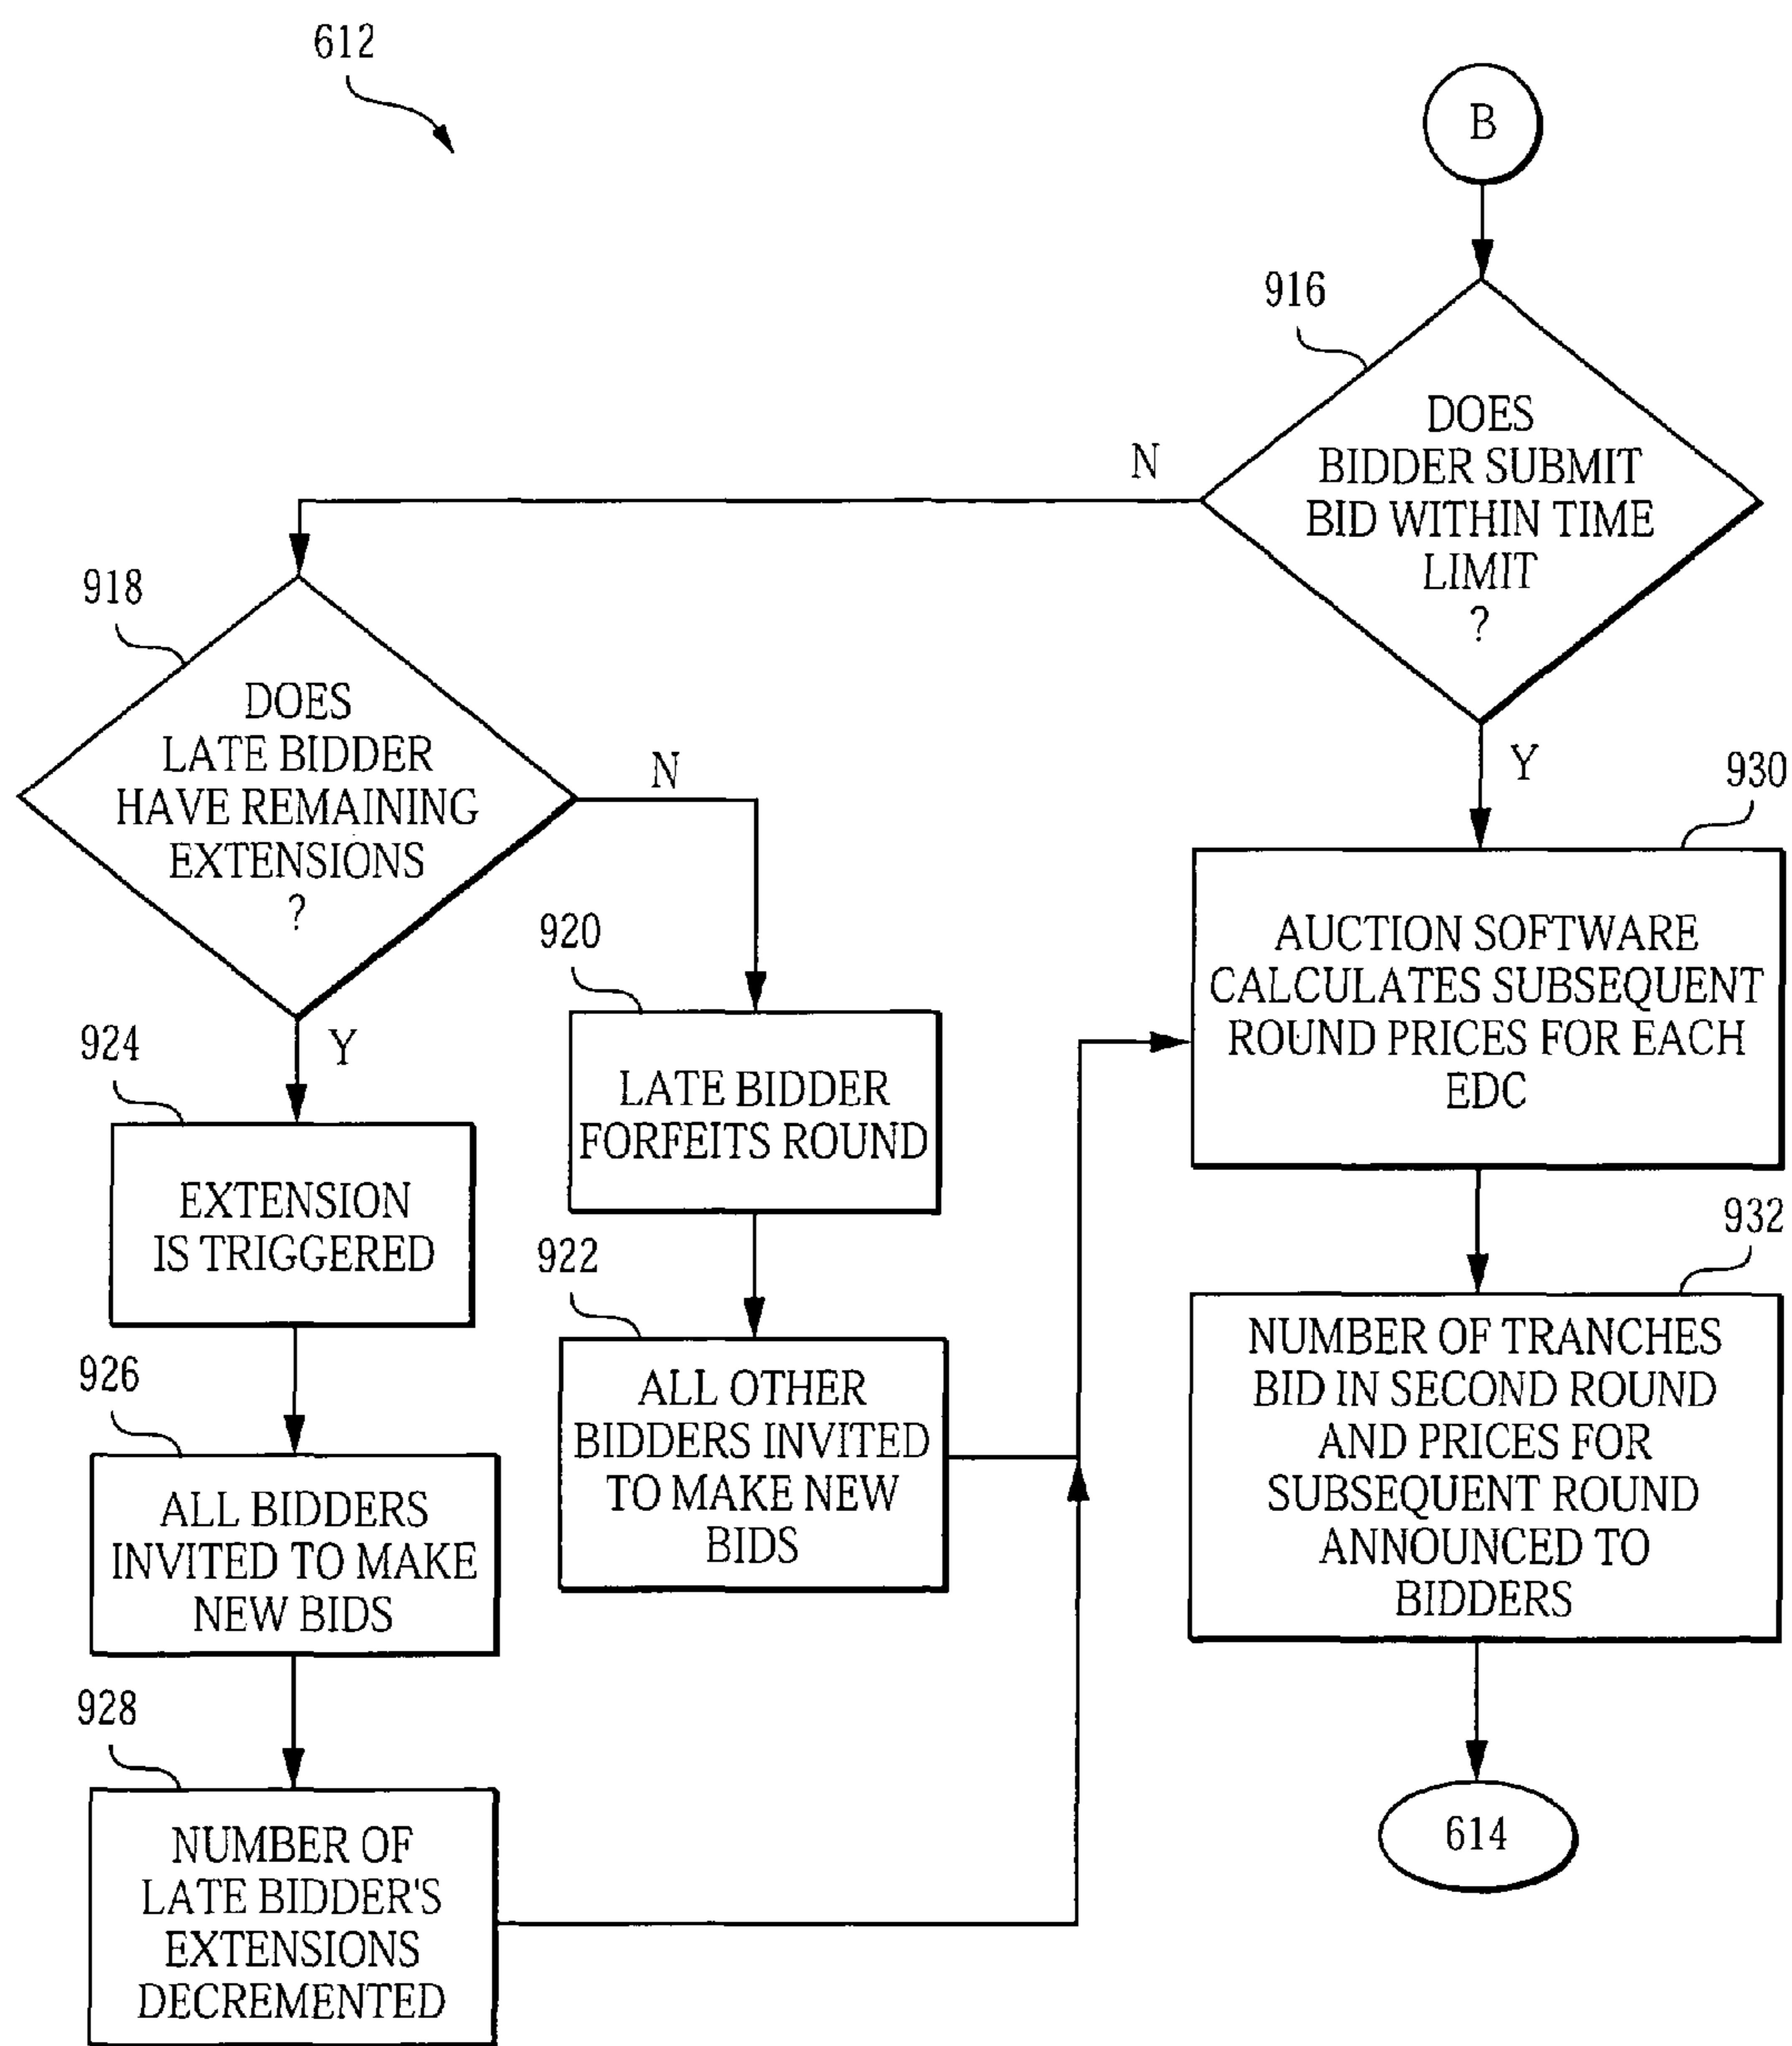 612
B
916
DOES
BIDDER SUBMIT
BID WITHIN TIME
LIMIT
?
N
Y
918
DOES
LATE BIDDER
HAVE REMAINING
EXTENSIONS
?
N
Y
920
LATE BIDDER
FORFEITS ROUND
922
ALL OTHER
BIDDERS INVITED
TO MAKE NEW
BIDS
924
EXTENSION
IS TRIGGERED
926
ALL BIDDERS
INVITED TO MAKE
NEW BIDS
928
NUMBER OF
LATE BIDDER'S
EXTENSIONS
DECREMENTED
930
AUCTION SOFTWARE
CALCULATES SUBSEQUENT
ROUND PRICES FOR EACH
EDC
932
NUMBER OF TRANCHES
BID IN SECOND ROUND
AND PRICES FOR
SUBSEQUENT ROUND
ANNOUNCED TO
BIDDERS
614